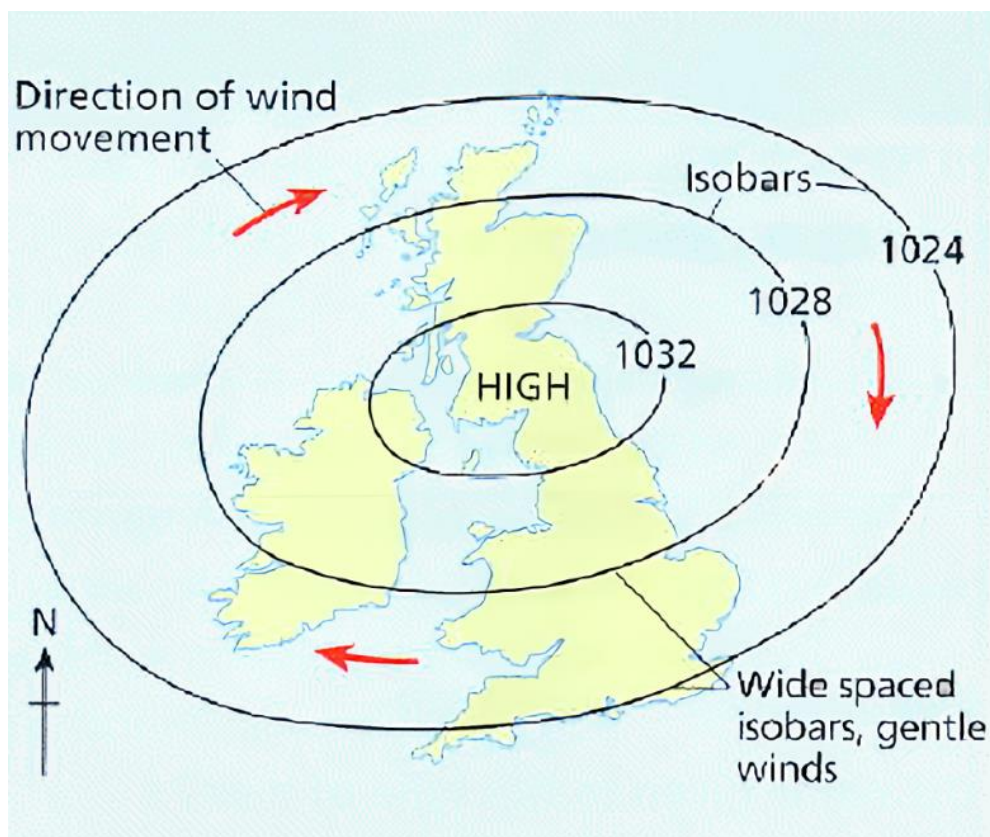 Direction of wind
movement
Isobars
1024
1028
1032
HIGH
N
Wide spaced
isobars, gentle
winds